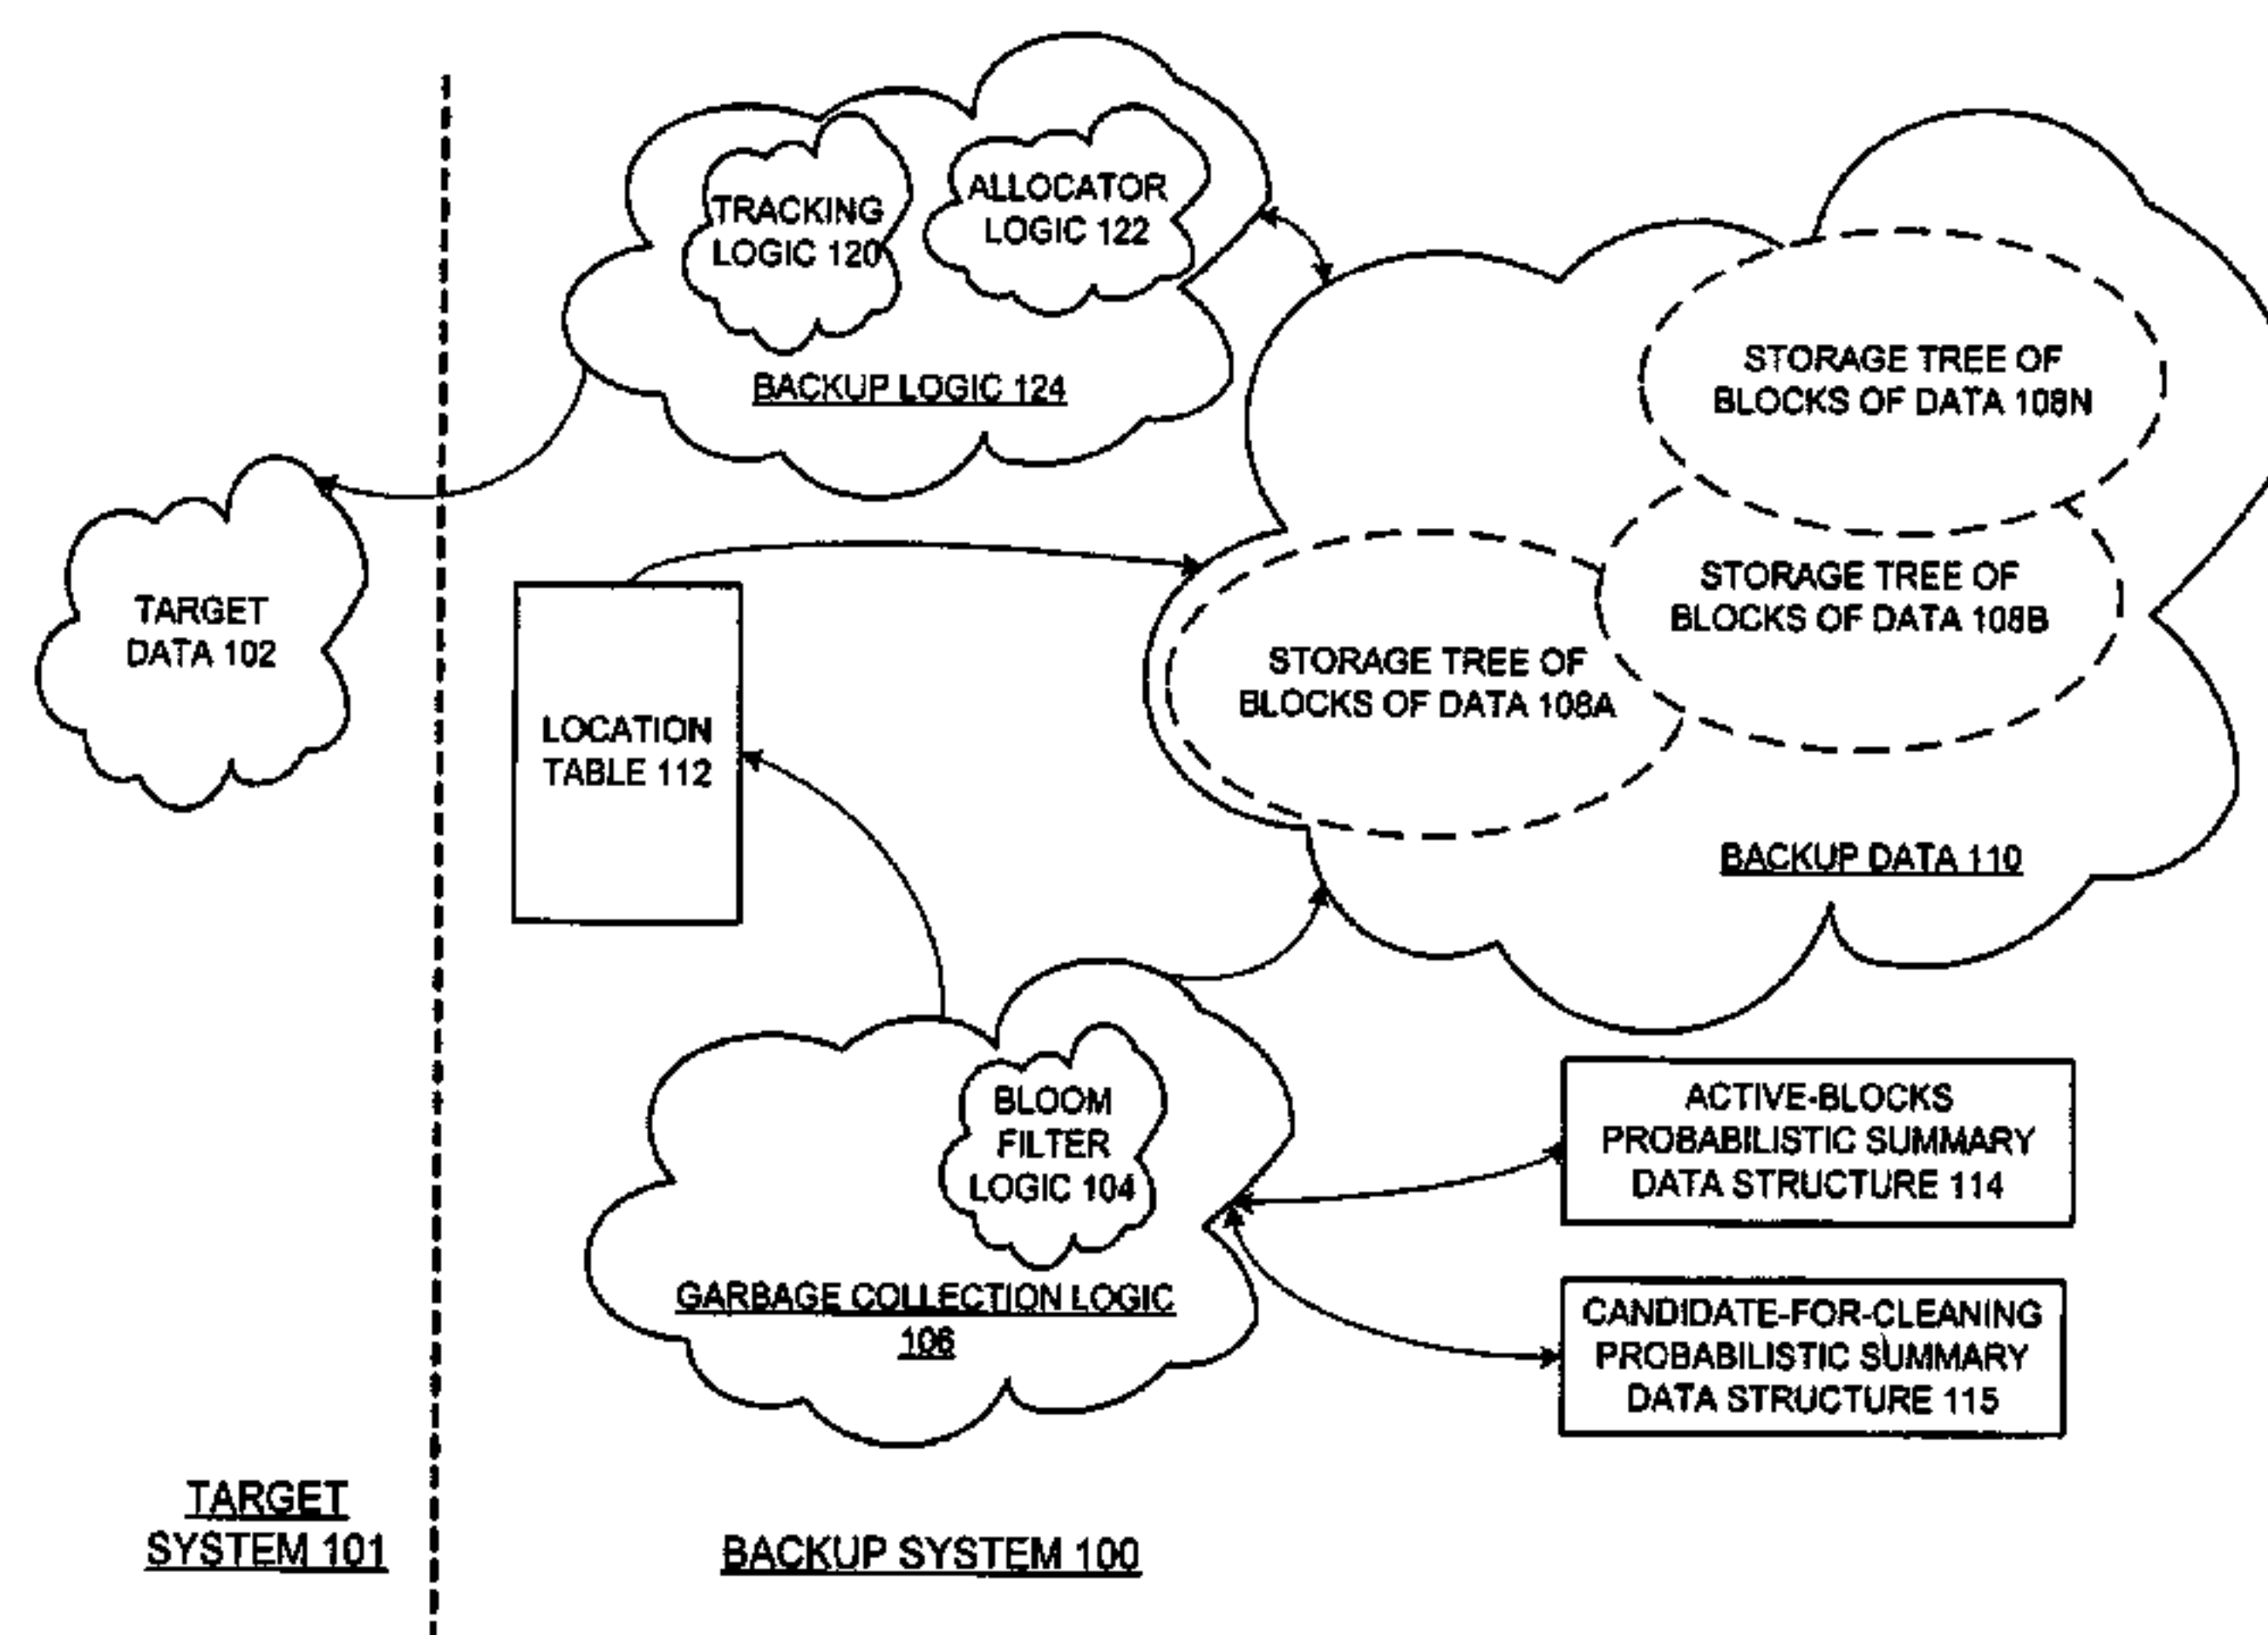 TRACKING
LOGIC 120
ALLOCATOR
LOGIC 122
BACKUP LOGIC 124
STORAGE TREE OF
BLOCKS OF DATA 108N
STORAGE TREE OF
BLOCKS OF DATA 108B
STORAGE TREE OF
BLOCKS OF DATA 108A
BACKUP DATA 110
TARGET
DATA 102
LOCATION
TABLE 112
BLOOM
FILTER
LOGIC 104
GARBAGE COLLECTION LOGIC
106
ACTIVE-BLOCKS
PROBABILISTIC SUMMARY
DATA STRUCTURE 114
CANDIDATE-FOR-CLEANING
PROBABILISTIC SUMMARY
DATA STRUCTURE 115
TARGET
SYSTEM 101
BACKUP SYSTEM 100